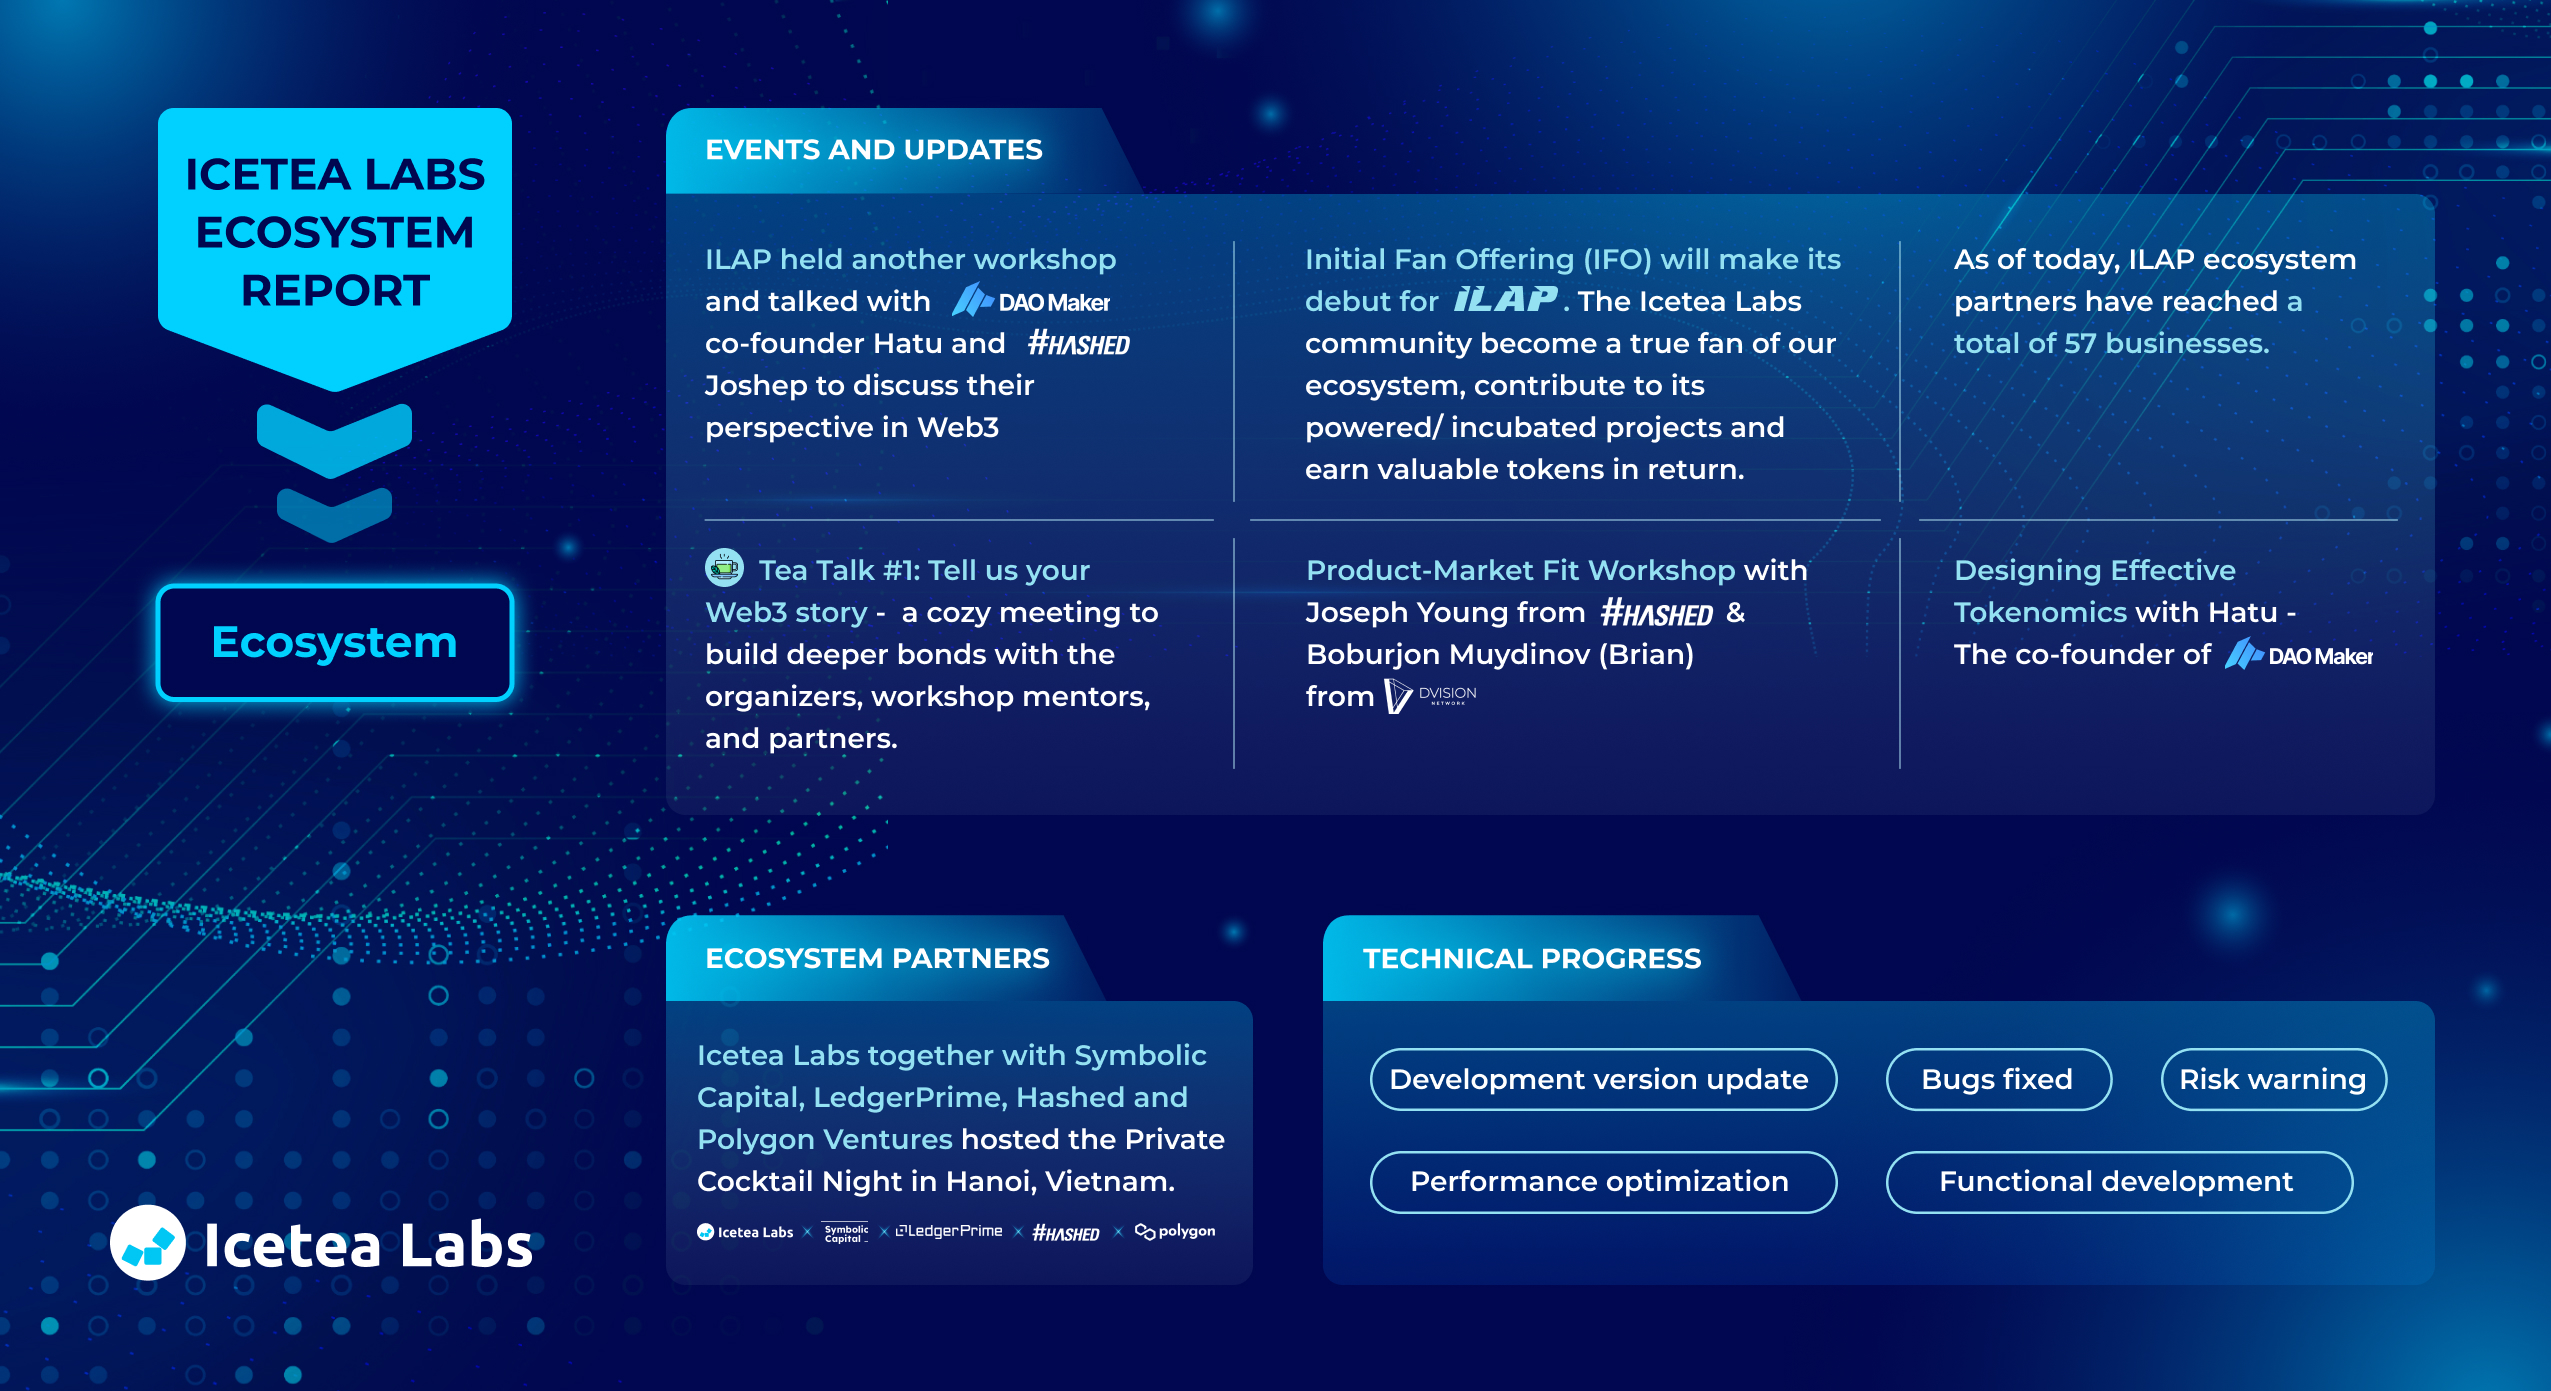 ICETEA LABS
ECOSYSTEM
REPORT
Ecosystem
Icetea Labs
EVENTS AND UPDATES
ILAP held another workshop
and talked with DAO Maker
co-founder Hatu and #HASHED
Joshep to discuss their
perspective in Web3
Initial Fan Offering (IFO) will make its
debut for ILAP. The Icetea Labs
community become a true fan of our
ecosystem, contribute to its
powered/ incubated projects and
earn valuable tokens in return.
As of today, ILAP ecosystem
partners have reached a
total of 57 businesses.
Tea Talk #1: Tell us your
Web3 story - a cozy meeting to
build deeper bonds with the
organizers, workshop mentors,
and partners.
Product-Market Fit Workshop with
Joseph Young from #HASHED &
Boburjon Muydinov (Brian)
from DVISION
NETWORK
Designing Effective
Tokenomics with Hatu -
The co-founder of DAO Maker
ECOSYSTEM PARTNERS
Icetea Labs together with Symbolic
Capital, LedgerPrime, Hashed and
Polygon Ventures hosted the Private
Cocktail Night in Hanoi, Vietnam.
Icetea Labs × Symbolic Capital × LedgerPrime × #HASHED × polygon
TECHNICAL PROGRESS
Development version update
Bugs fixed
Risk warning
Performance optimization
Functional development